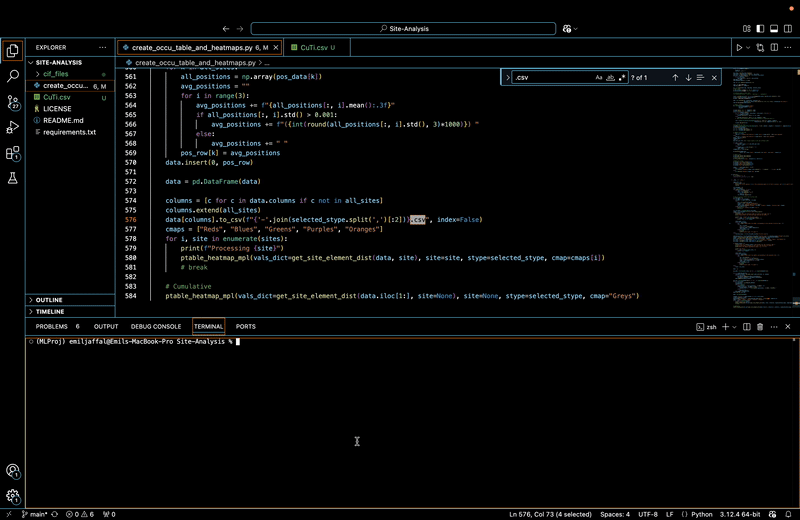 Site-Analysis
EXPLORER
SITE-ANALYSIS
cif_files
create_occu... 6, M
CuTi.csv U
LICENSE
README.md
requirements.txt
OUTLINE
TIMELINE
create_occu_table_and_heatmaps.py 6, M
CuTi.csv U
create_occu_table_and_heatmaps.py > ...
.csv
Aa
ab
? of 1
561 all_positions = np.array(pos_data[k])
562 avg_positions = ""
563 for i in range(3):
564 avg_positions += f"{all_positions[:, i].mean():.3f}"
565 if all_positions[:, i].std() > 0.001:
566 avg_positions += f"({int(round(all_positions[:, i].std(), 3)*1000)}) "
567 else:
568 avg_positions += " "
569 pos_row[k] = avg_positions
570 data.insert(0, pos_row)
571
572 data = pd.DataFrame(data)
573
574 columns = [c for c in data.columns if c not in all_sites]
575 columns.extend(all_sites)
576 data[columns].to_csv(f"{'-'.join(selected_stype.split(',')[:2])}.csv", index=False)
577 cmaps = ["Reds", "Blues", "Greens", "Purples", "Oranges"]
578 for i, site in enumerate(sites):
579 print(f"Processing {site}")
580 ptable_heatmap_mpl(vals_dict=get_site_element_dist(data, site), site=site, stype=selected_stype, cmap=cmaps[i])
581 # break
582
583 # Cumulative
584 ptable_heatmap_mpl(vals_dict=get_site_element_dist(data.iloc[1:], site=None), site=None, stype=selected_stype, cmap="Greys")
PROBLEMS 6 OUTPUT DEBUG CONSOLE TERMINAL PORTS
zsh
(MLProj) emiljaffal@Emils-MacBook-Pro Site-Analysis %
main* 0 6 0
Ln 576, Col 73 (4 selected) Spaces: 4 UTF-8 LF Python 3.12.4 64-bit